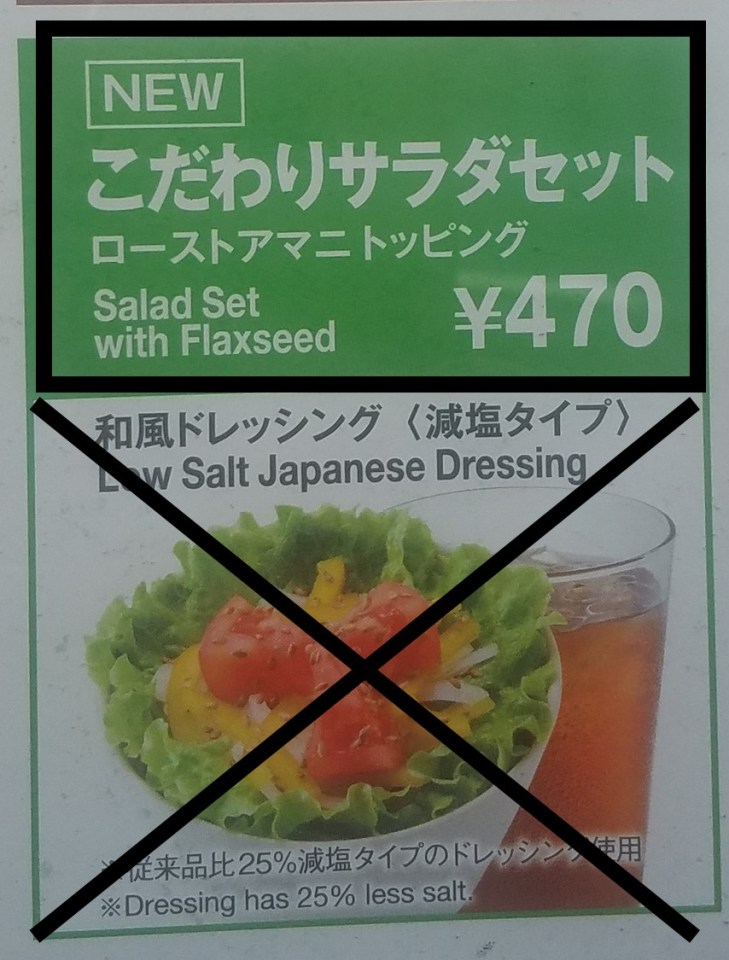 NEW
こだわりサラダセット
ローストアマニトッピング
Salad Set
with Flaxseed
¥470
和風ドレッシング〈減塩タイプ〉
Low Salt Japanese Dressing
※従来品比25%減塩タイプのドレッシング使用
※Dressing has 25% less salt.